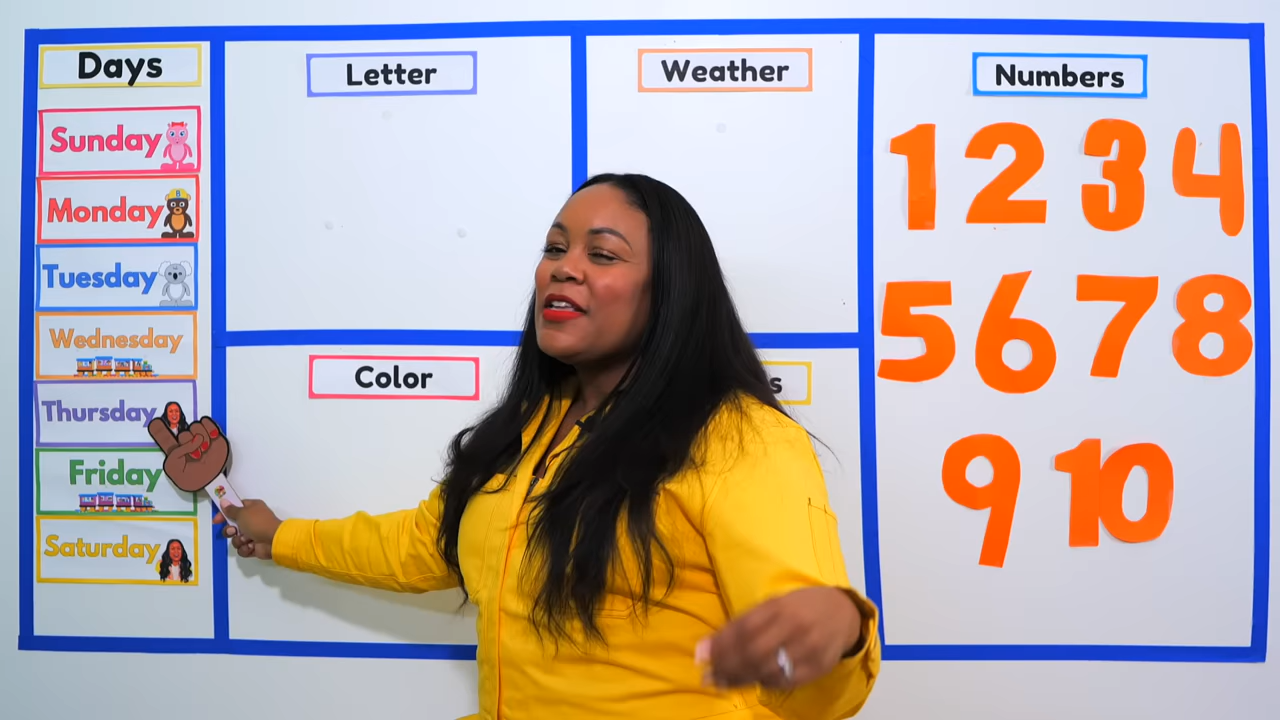 Days
Sunday
Monday
Tuesday
Wednesday
Thursday
Friday
Saturday
Letter
Weather
Color
Numbers
1 2 3 4
5 6 7 8
9 10